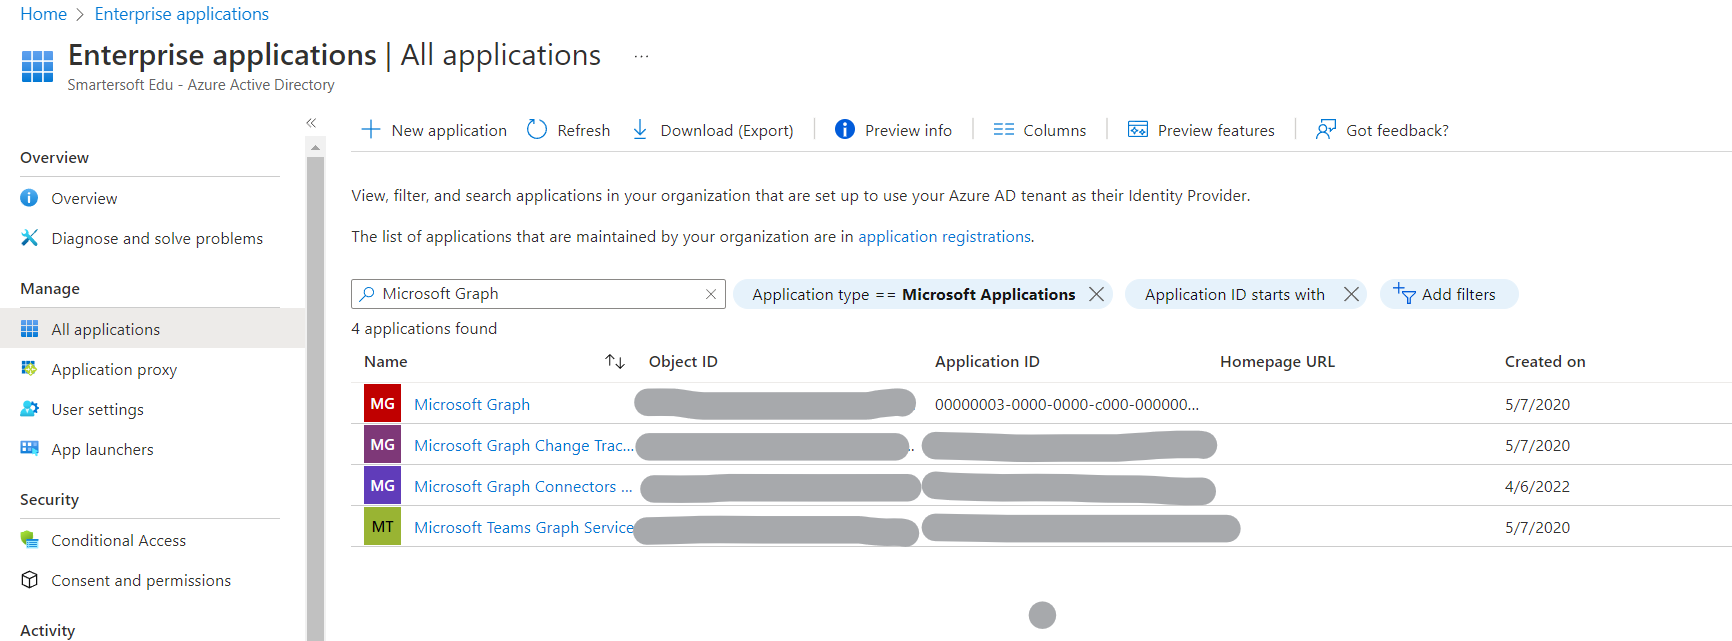 Home > Enterprise applications
Enterprise applications | All applications ...
Smartersoft Edu - Azure Active Directory
«
Overview
Overview
Diagnose and solve problems
Manage
All applications
Application proxy
User settings
App launchers
Security
Conditional Access
Consent and permissions
Activity
New application Refresh Download (Export) Preview info Columns Preview features Got feedback?
View, filter, and search applications in your organization that are set up to use your Azure AD tenant as their Identity Provider.
The list of applications that are maintained by your organization are in application registrations.
Microsoft Graph Application type == Microsoft Applications Application ID starts with Add filters
4 applications found
Name Object ID Application ID Homepage URL Created on
MG Microsoft Graph 00000003-0000-0000-c000-000000... 5/7/2020
MG Microsoft Graph Change Trac... 5/7/2020
MG Microsoft Graph Connectors ... 4/6/2022
MT Microsoft Teams Graph Service 5/7/2020